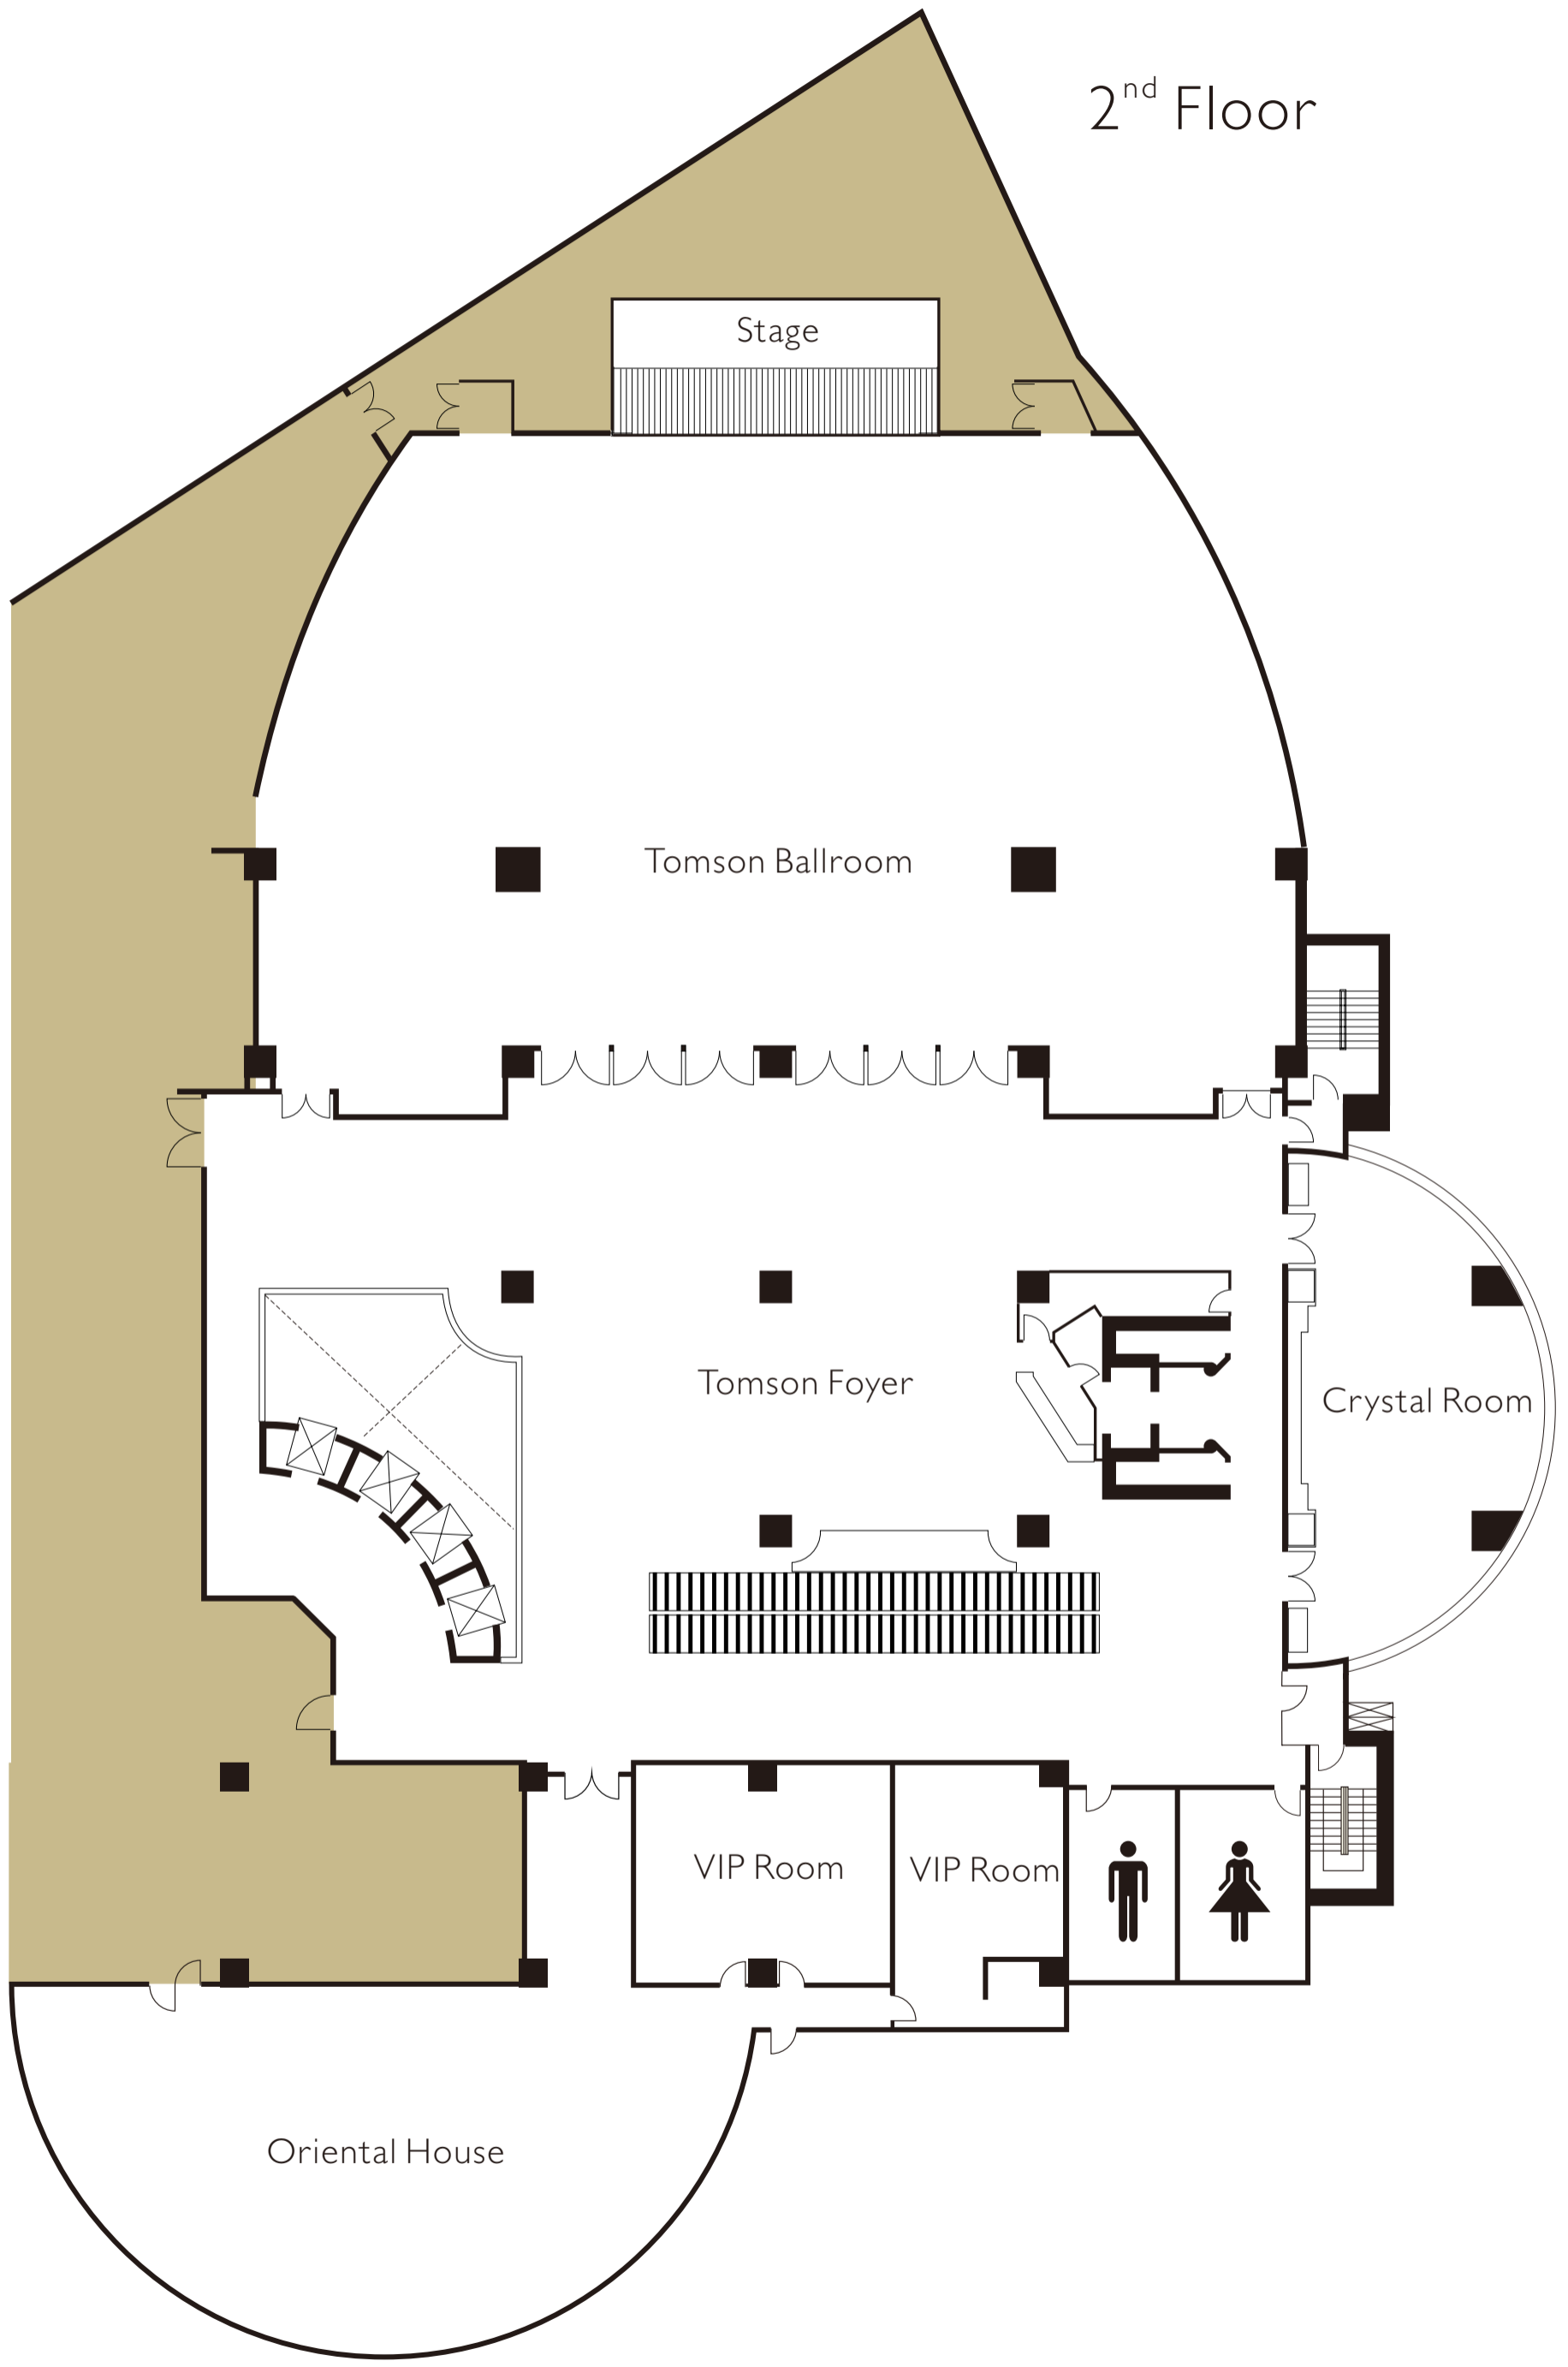 2nd Floor
Stage
Tomson Ballroom
Tomson Foyer
Crystal Room
VIP Room
VIP Room
Oriental House